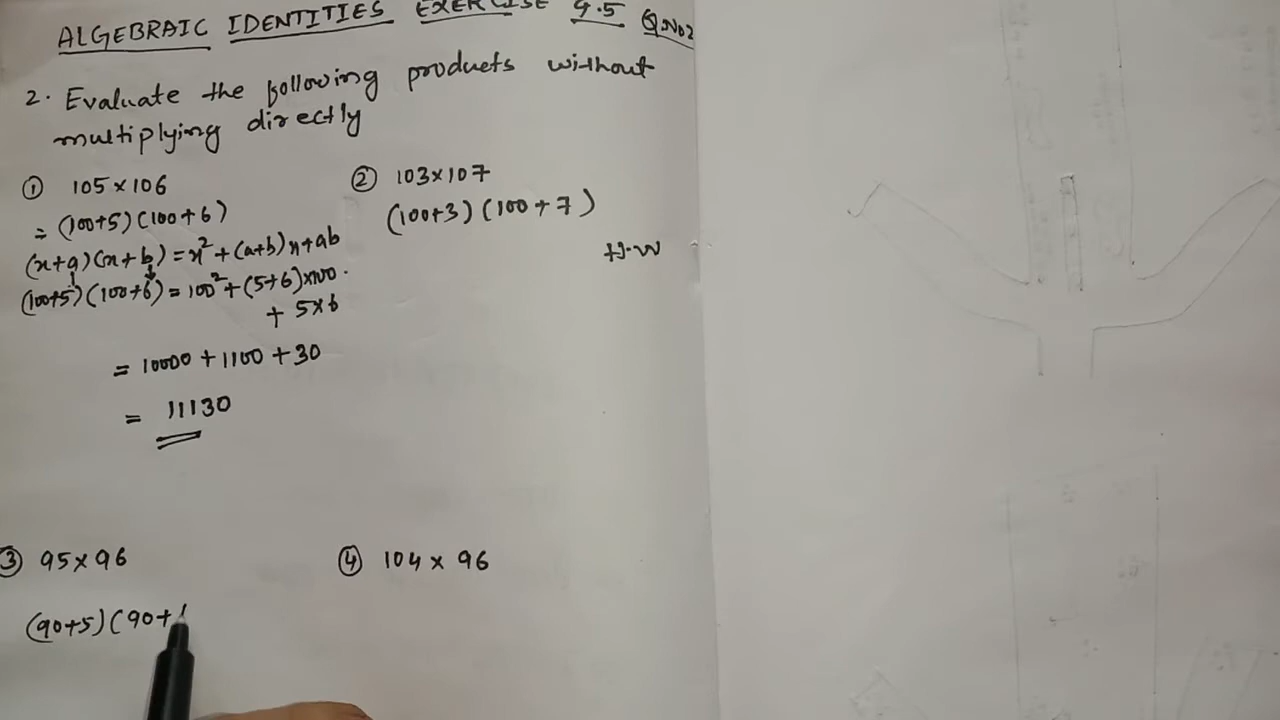 ALGEBRAIC IDENTITIES EXERCISE 9.5 Q.No2
2. Evaluate the following products without
multiplying directly
① 105 × 106
= (100+5) (100+6)
(x+a) (x+b) = x² + (a+b) x + ab
(100+5) (100+6) = 100² + (5+6)×100
+ 5×6
= 10000 + 1100 + 30
= 11130
② 103×107
(100+3) (100+7)
H.W
③ 95 × 96
(90+5) (90+
④ 104 × 96